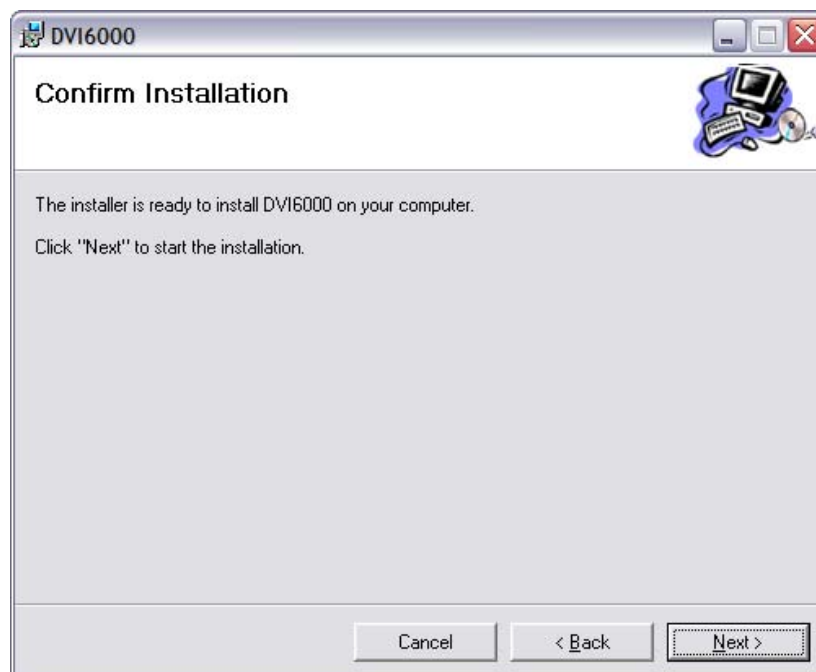 DVI6000
Confirm Installation
The installer is ready to install DVI6000 on your computer.
Click "Next" to start the installation.
Cancel
< Back
Next >